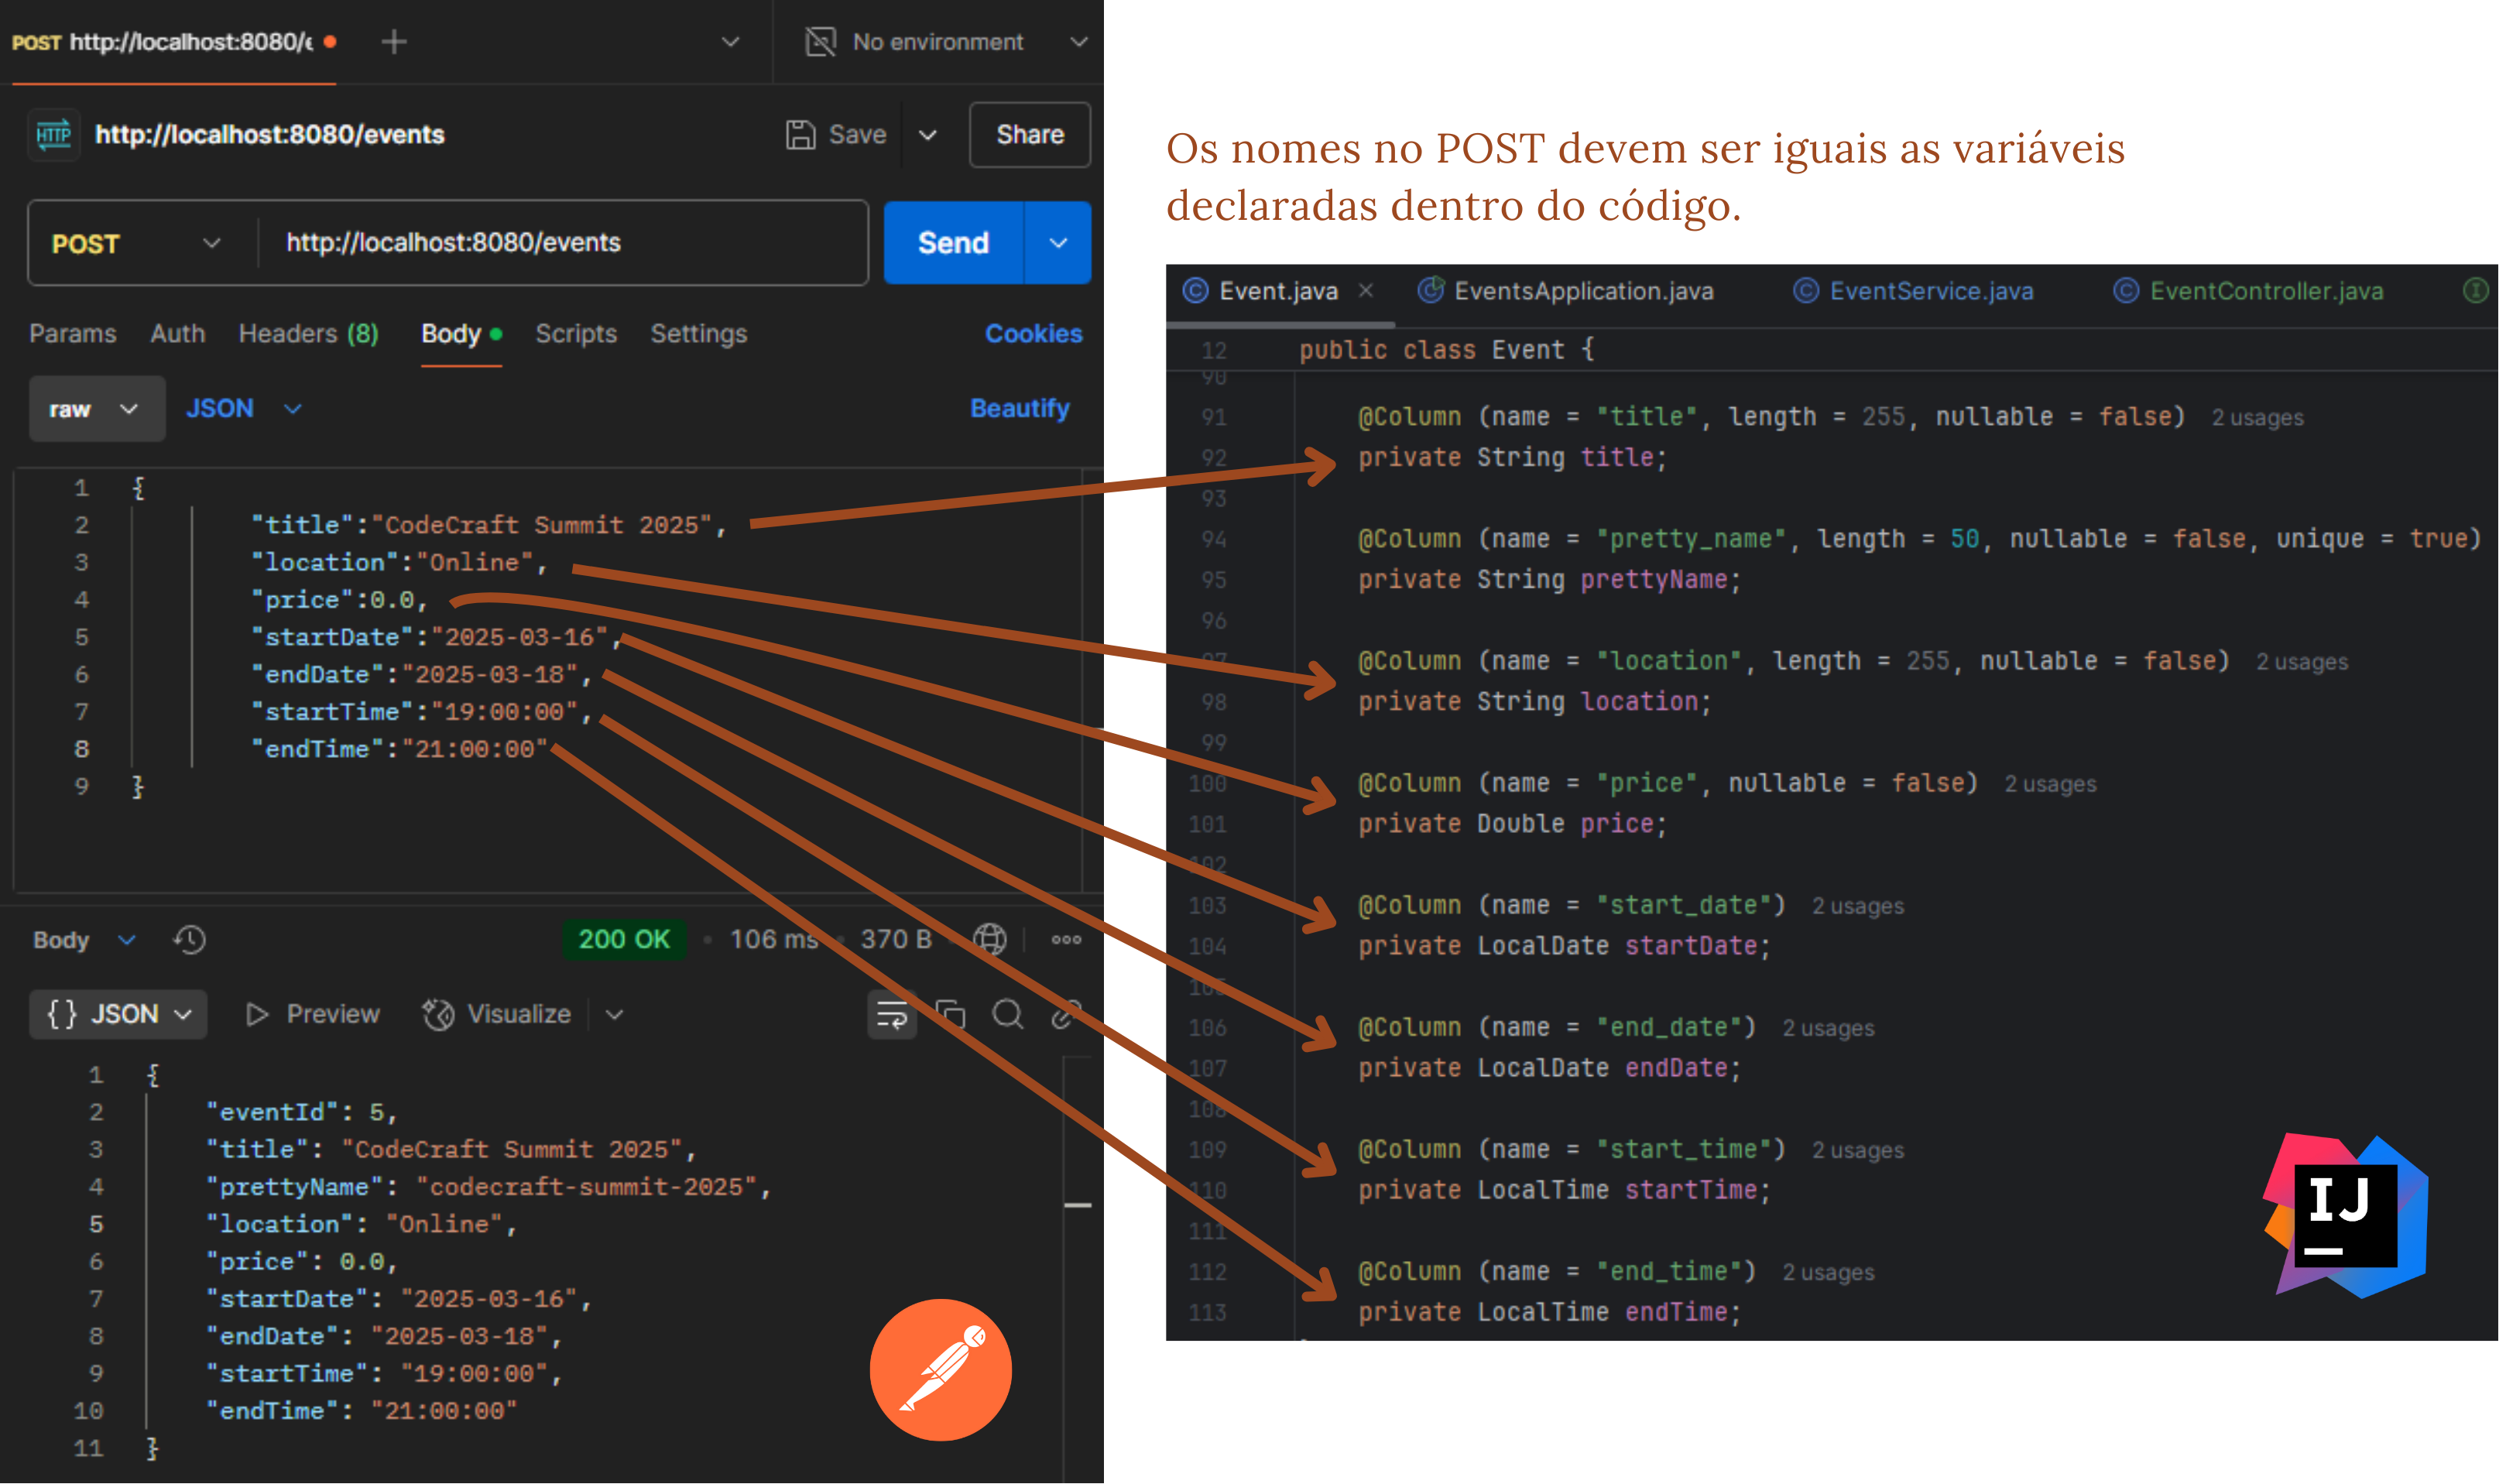 POST http://localhost:8080/e
No environment
HTTP http://localhost:8080/events
Save
Share
POST http://localhost:8080/events
Send
Params Auth Headers (8) Body Scripts Settings Cookies
raw JSON Beautify
1 {
2 "title":"CodeCraft Summit 2025",
3 "location":"Online",
4 "price":0.0,
5 "startDate":"2025-03-16",
6 "endDate":"2025-03-18",
7 "startTime":"19:00:00",
8 "endTime":"21:00:00"
9 }
Body 200 OK • 106 ms • 370 B
{} JSON Preview Visualize
1 {
2 "eventId": 5,
3 "title": "CodeCraft Summit 2025",
4 "prettyName": "codecraft-summit-2025",
5 "location": "Online",
6 "price": 0.0,
7 "startDate": "2025-03-16",
8 "endDate": "2025-03-18",
9 "startTime": "19:00:00",
10 "endTime": "21:00:00"
11 }
Os nomes no POST devem ser iguais as variáveis
declaradas dentro do código.
Event.java EventsApplication.java EventService.java EventController.java
12 public class Event {
90
91 @Column (name = "title", length = 255, nullable = false) 2 usages
92 private String title;
93
94 @Column (name = "pretty_name", length = 50, nullable = false, unique = true)
95 private String prettyName;
96
97 @Column (name = "location", length = 255, nullable = false) 2 usages
98 private String location;
99
100 @Column (name = "price", nullable = false) 2 usages
101 private Double price;
102
103 @Column (name = "start_date") 2 usages
104 private LocalDate startDate;
105
106 @Column (name = "end_date") 2 usages
107 private LocalDate endDate;
108
109 @Column (name = "start_time") 2 usages
110 private LocalTime startTime;
111
112 @Column (name = "end_time") 2 usages
113 private LocalTime endTime;
IJ